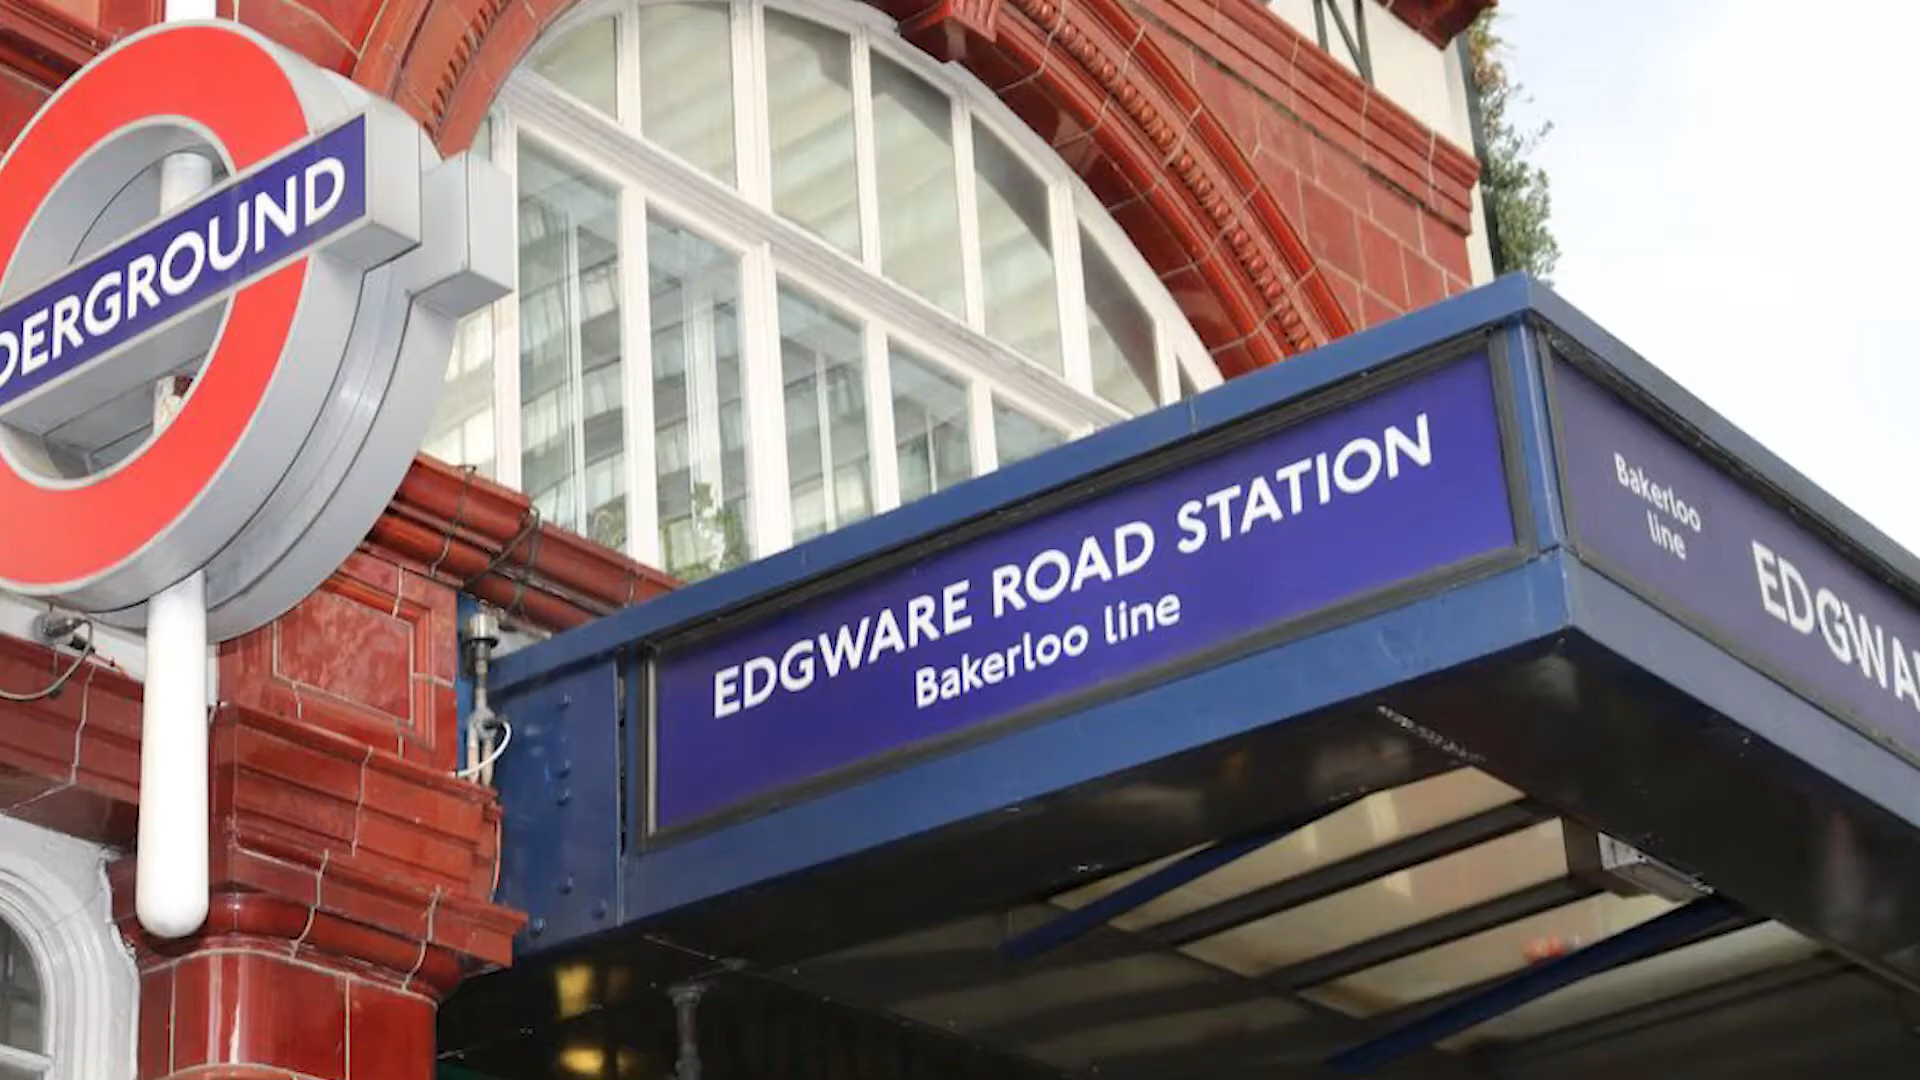 DERGROUND
EDGWARE ROAD STATION
Bakerloo line
Bakerloo
line
EDGWA